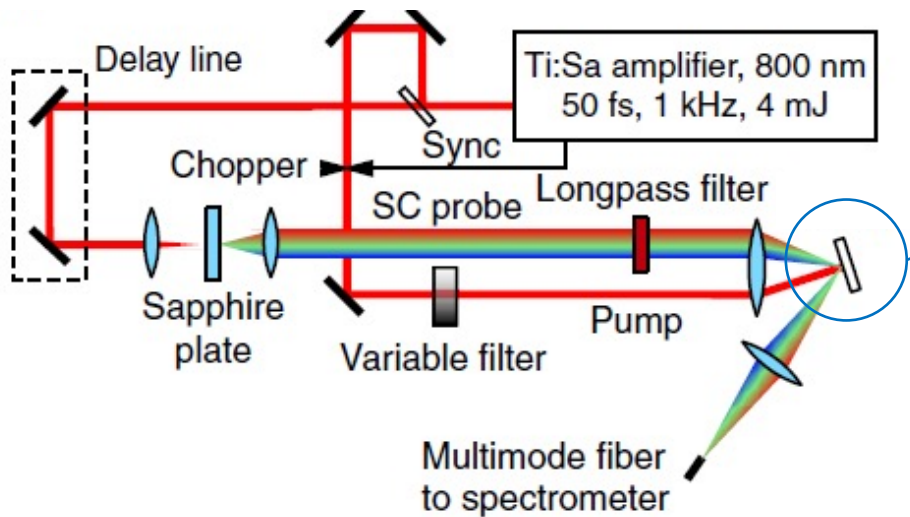 Delay line
Ti:Sa amplifier, 800 nm
50 fs, 1 kHz, 4 mJ
Sync
Chopper
Longpass filter
SC probe
Sapphire
plate
Variable filter
Pump
Multimode fiber
to spectrometer